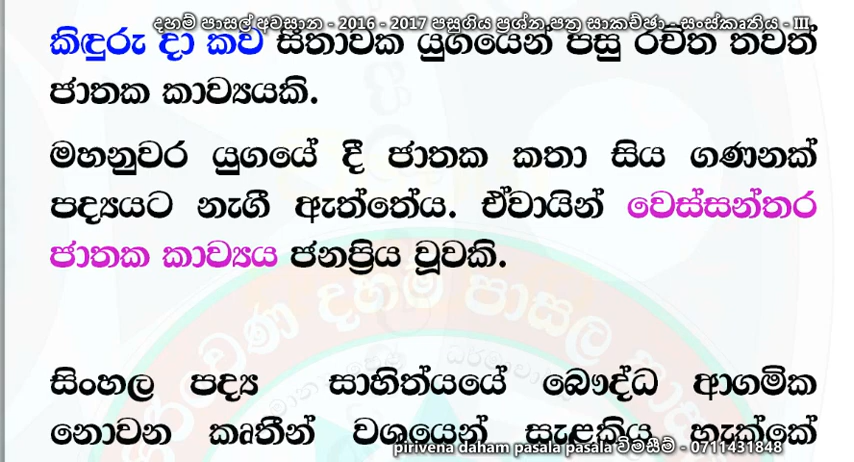 දහම් පාසල් අවසාන - 2016 - 2017 පසුගිය ප්‍රශ්න පත්‍ර සාකච්ඡා - සංස්කෘතිය - III
කිඳුරු දා කව සීතාවක යුගයෙන් පසු රචිත තවත්
ජාතක කාව්‍යයකි.
මහනුවර යුගයේ දී ජාතක කතා සිය ගණනක්
පද්‍යයට නැගී ඇත්තේය. ඒවායින් වෙස්සන්තර
ජාතක කාව්‍යය ජනප්‍රිය වූවකි.
දහම් පාසල
සිංහල පද්‍ය සාහිත්යයේ බෞද්ධ ආගමික
නොවන කෘතීන් වශයෙන් සැළකිය හැක්කේ
pirivena daham pasala pasala විමසීම් - 0711431848